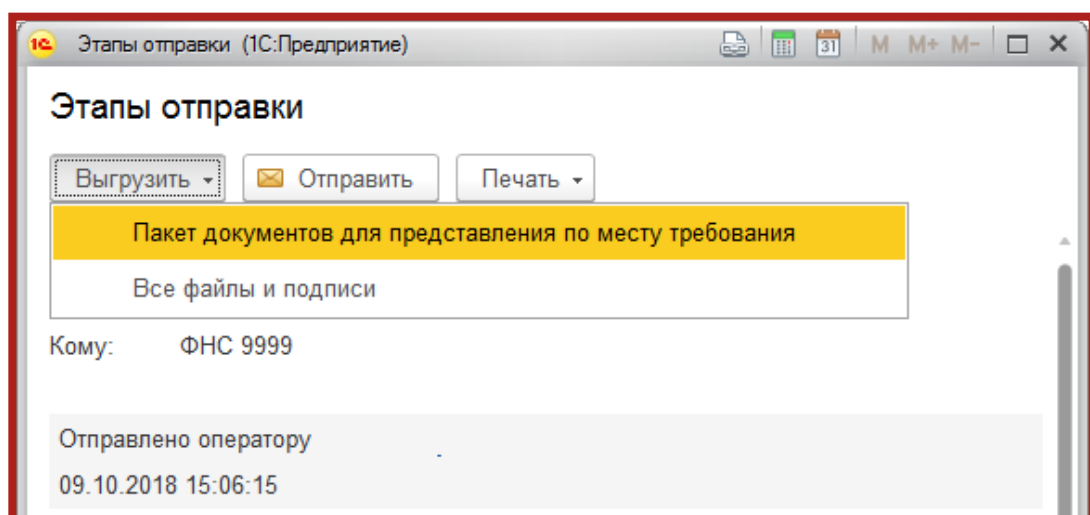 1С Этапы отправки (1С:Предприятие) 31 M M+ M-
Этапы отправки
Выгрузить Отправить Печать
Пакет документов для представления по месту требования
Все файлы и подписи
Кому: ФНС 9999
Отправлено оператору
09.10.2018 15:06:15